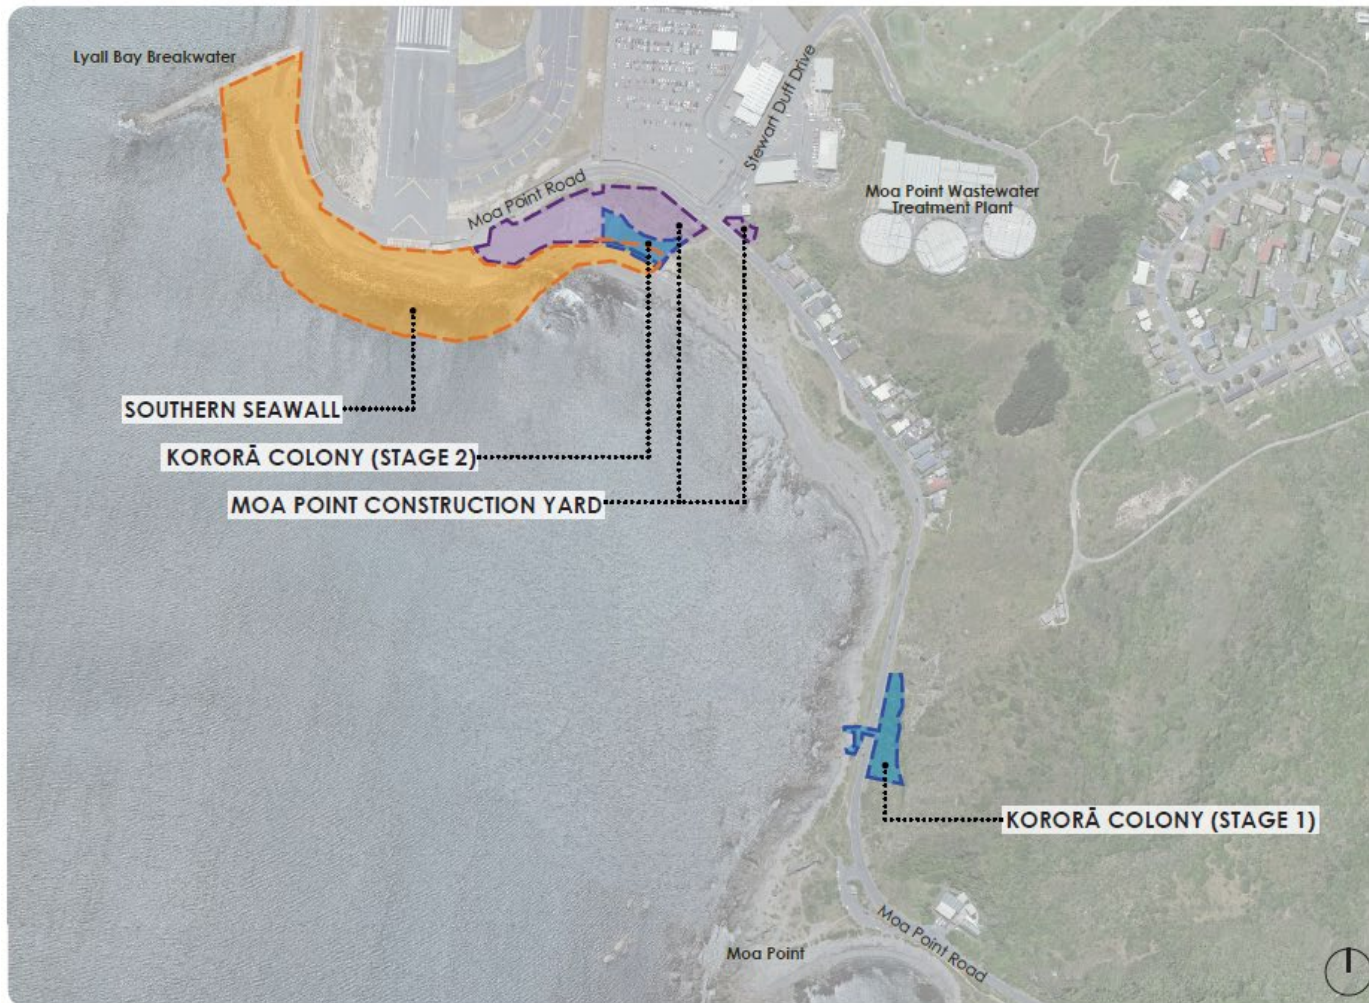 Lyall Bay Breakwater
Stewart Duff Drive
Moa Point Road
Moa Point Wastewater
Treatment Plant
SOUTHERN SEAWALL
KORORĀ COLONY (STAGE 2)
MOA POINT CONSTRUCTION YARD
KORORĀ COLONY (STAGE 1)
Moa Point Road
Moa Point